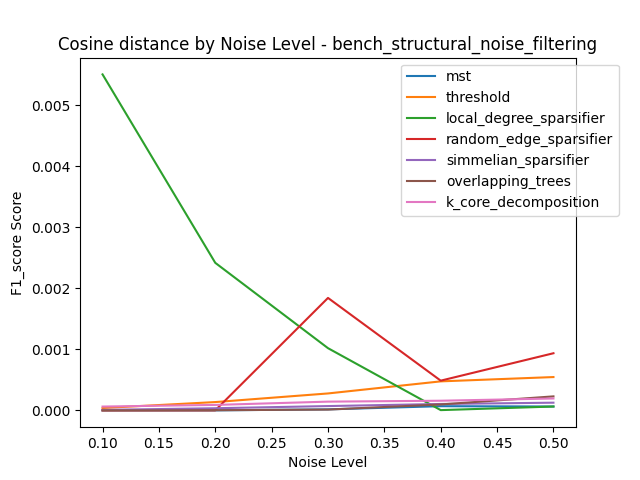 Cosine distance by Noise Level - bench_structural_noise_filtering
mst
threshold
local_degree_sparsifier
random_edge_sparsifier
simmelian_sparsifier
overlapping_trees
k_core_decomposition
F1_score Score
0.005
0.004
0.003
0.002
0.001
0.000
0.10 0.15 0.20 0.25 0.30 0.35 0.40 0.45 0.50
Noise Level